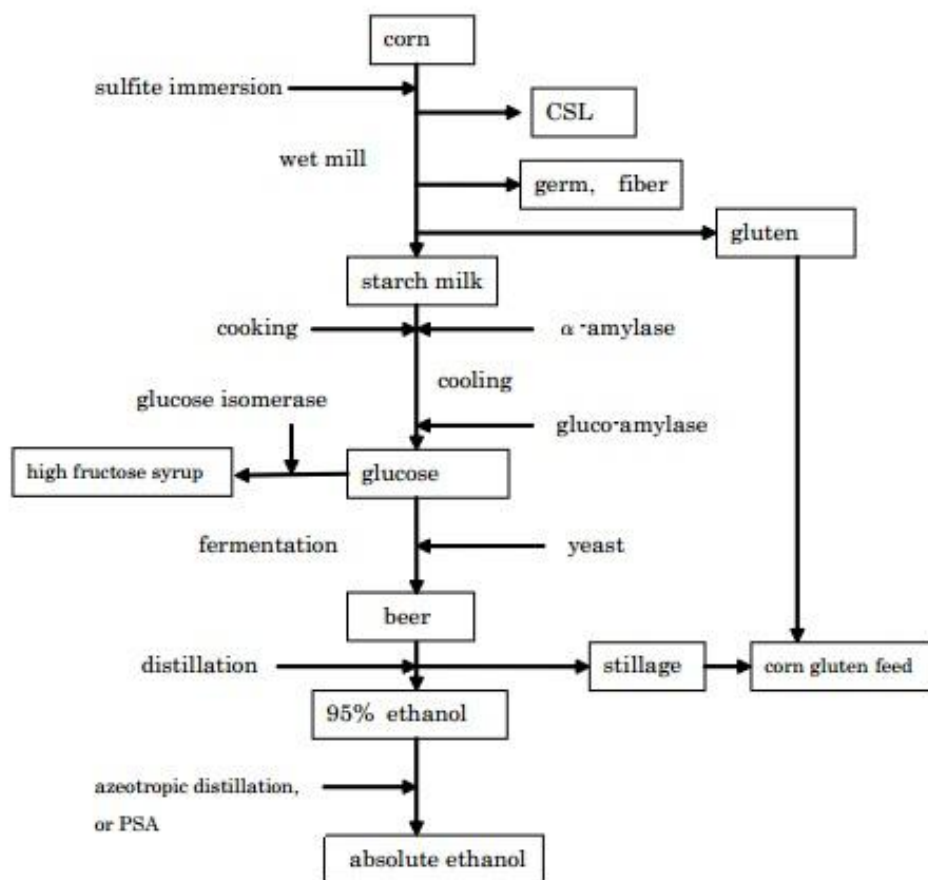 corn
sulfite immersion
CSL
wet mill
germ, fiber
gluten
starch milk
cooking
α-amylase
cooling
glucose isomerase
gluco-amylase
high fructose syrup
glucose
fermentation
yeast
beer
distillation
stillage
corn gluten feed
95% ethanol
azeotropic distillation,
or PSA
absolute ethanol